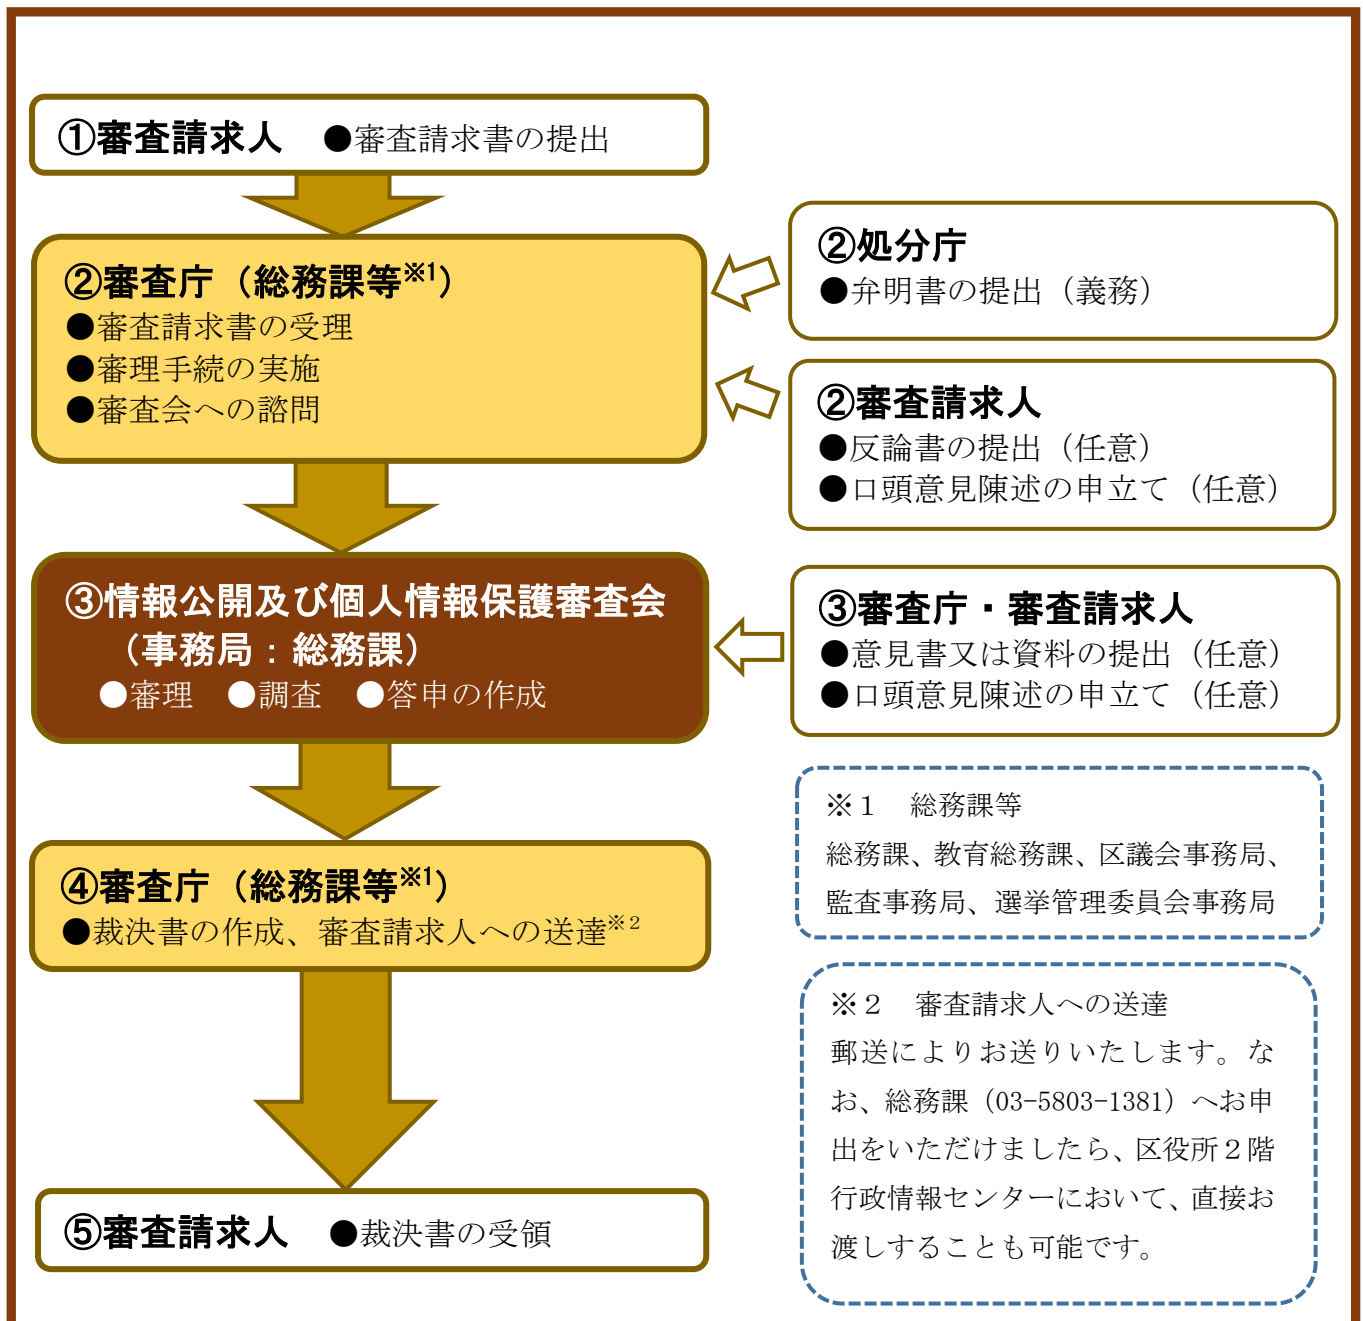 ①審査請求人 ●審査請求書の提出
②審査庁（総務課等※1）
●審査請求書の受理
●審理手続の実施
●審査会への諮問
②処分庁
●弁明書の提出（義務）
②審査請求人
●反論書の提出（任意）
●口頭意見陳述の申立て（任意）
③情報公開及び個人情報保護審査会
（事務局：総務課）
●審理 ●調査 ●答申の作成
③審査庁・審査請求人
●意見書又は資料の提出（任意）
●口頭意見陳述の申立て（任意）
④審査庁（総務課等※1）
●裁決書の作成、審査請求人への送達※2
※１ 総務課等
総務課、教育総務課、区議会事務局、
監査事務局、選挙管理委員会事務局
※２ 審査請求人への送達
郵送によりお送りいたします。な
お、総務課（03-5803-1381）へお申
出をいただけましたら、区役所２階
行政情報センターにおいて、直接お
渡しすることも可能です。
⑤審査請求人 ●裁決書の受領